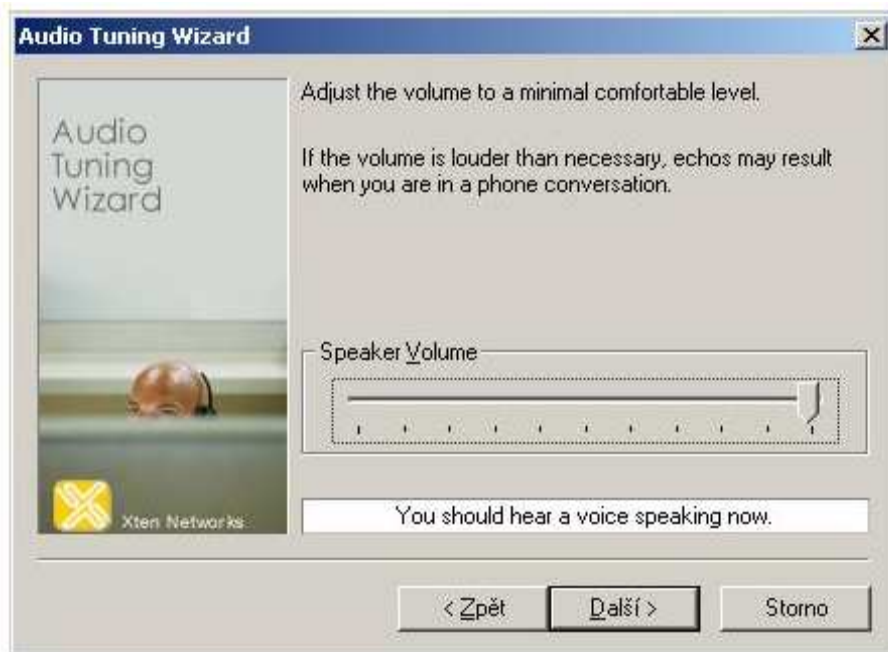 Audio Tuning Wizard
Audio
Tuning
Wizard
Xten Networks
Adjust the volume to a minimal comfortable level.
If the volume is louder than necessary, echos may result
when you are in a phone conversation.
Speaker Volume
You should hear a voice speaking now.
< Zpět
Další >
Storno